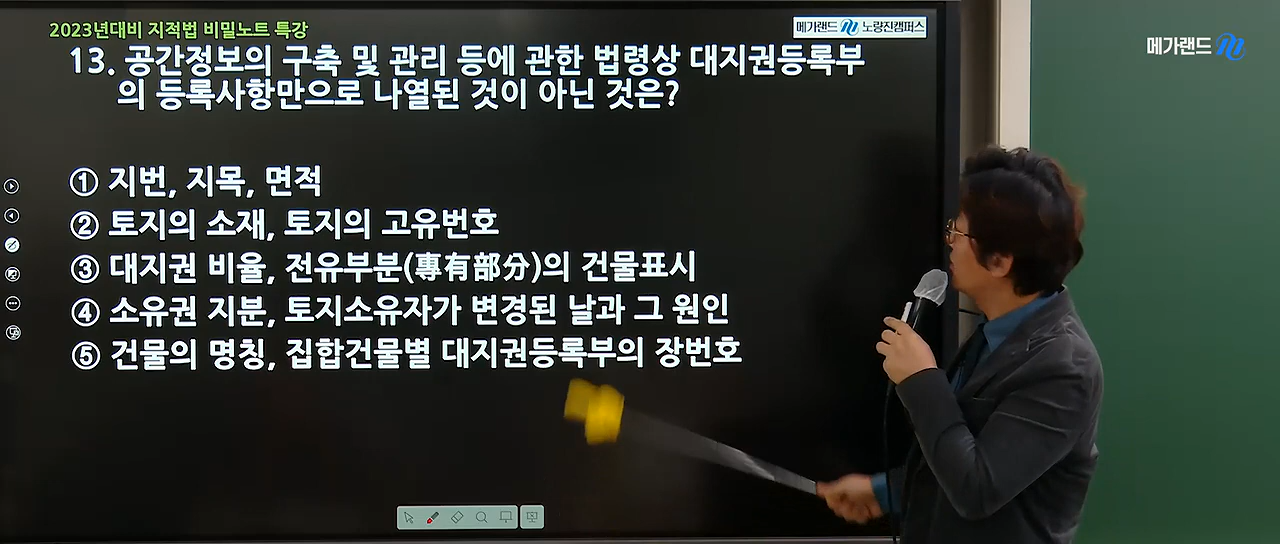 2023년대비 지적법 비밀노트 특강
메가랜드 노량진캠퍼스
메가랜드
13. 공간정보의 구축 및 관리 등에 관한 법령상 대지권등록부
의 등록사항만으로 나열된 것이 아닌 것은?
① 지번, 지목, 면적
② 토지의 소재, 토지의 고유번호
③ 대지권 비율, 전유부분(專有部分)의 건물표시
④ 소유권 지분, 토지소유자가 변경된 날과 그 원인
⑤ 건물의 명칭, 집합건물별 대지권등록부의 장번호